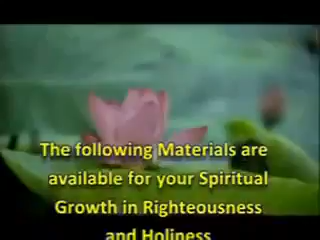 The following Materials are
available for your Spiritual
Growth in Righteousness
and Holiness